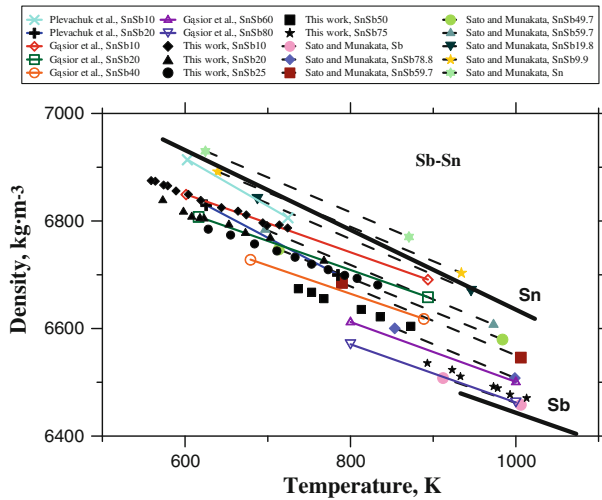 Plevachuk et al., SnSb10
Plevachuk et al., SnSb20
Gąsior et al., SnSb10
Gąsior et al., SnSb20
Gąsior et al., SnSb40
Gąsior et al., SnSb60
Gąsior et al., SnSb80
This work, SnSb10
This work, SnSb20
This work, SnSb25
This work, SnSb50
This work, SnSb75
Sato and Munakata, Sb
Sato and Munakata, SnSb78.8
Sato and Munakata, SnSb59.7
Sato and Munakata, SnSb49.7
Sato and Munakata, SnSb59.7
Sato and Munakata, SnSb19.8
Sato and Munakata, SnSb9.9
Sato and Munakata, Sn
7000
6800
6600
6400
Density, kg·m-3
Sb-Sn
Sn
Sb
600
800
1000
Temperature, K